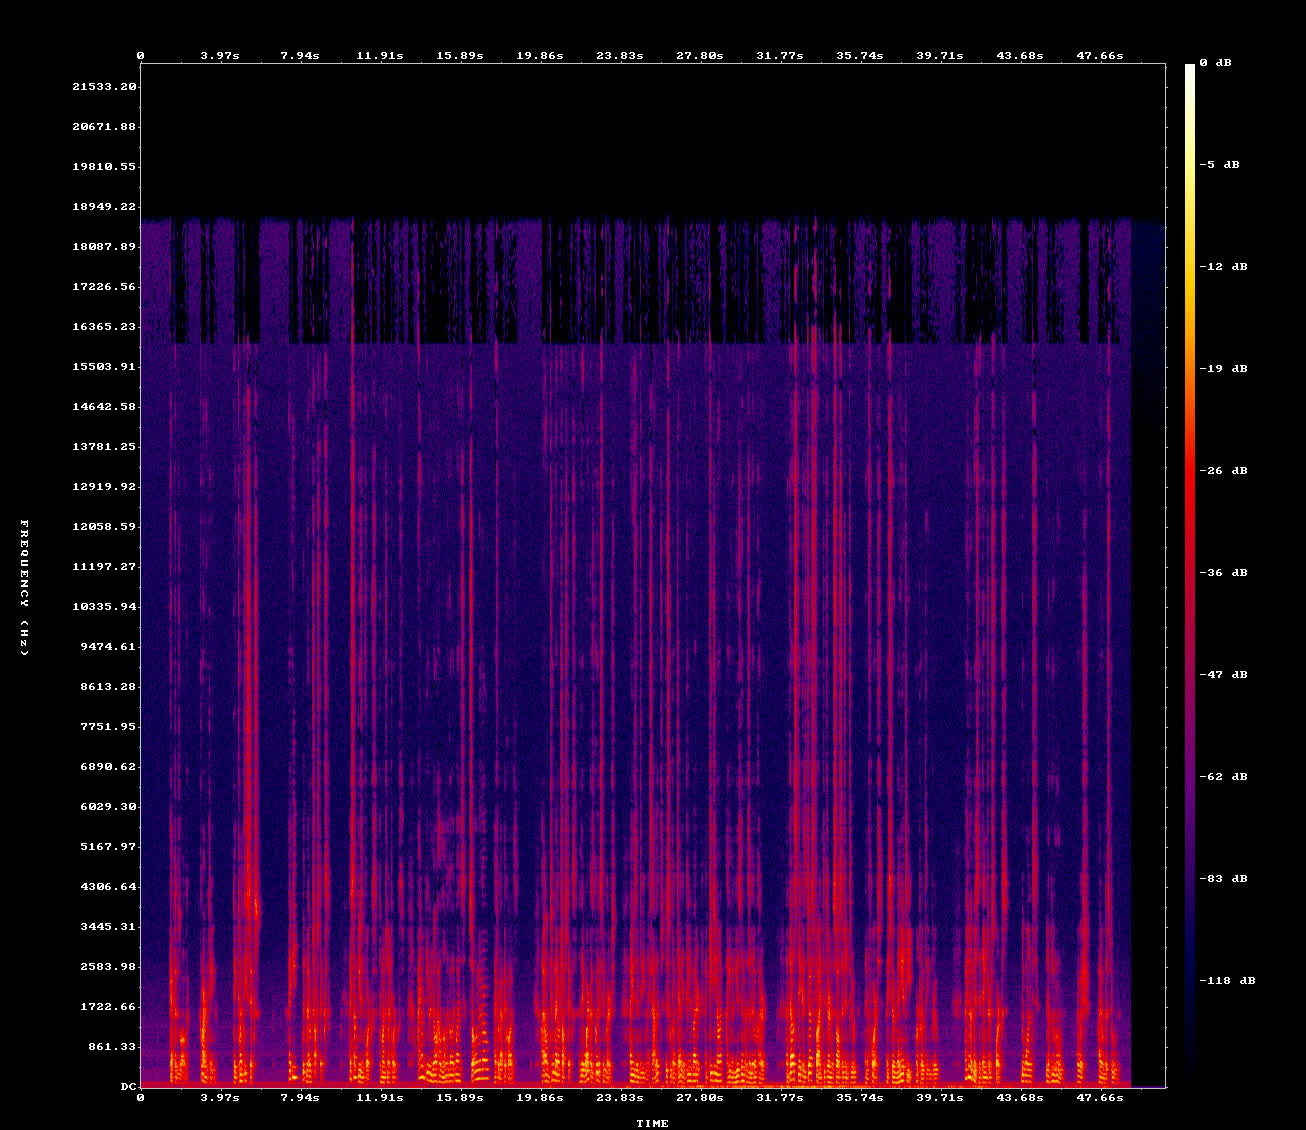 0 3.97s 7.94s 11.91s 15.89s 19.86s 23.83s 27.80s 31.77s 35.74s 39.71s 43.68s 47.66s
21533.20
20671.88
19810.55
18949.22
18087.89
17226.56
16365.23
15503.91
14642.58
13781.25
12919.92
12058.59
11197.27
10335.94
9474.61
8613.28
7751.95
6890.62
6029.30
5167.97
4306.64
3445.31
2583.98
1722.66
861.33
DC
FREQUENCY (Hz)
0 dB
-5 dB
-12 dB
-19 dB
-26 dB
-36 dB
-47 dB
-62 dB
-83 dB
-118 dB
0 3.97s 7.94s 11.91s 15.89s 19.86s 23.83s 27.80s 31.77s 35.74s 39.71s 43.68s 47.66s
TIME